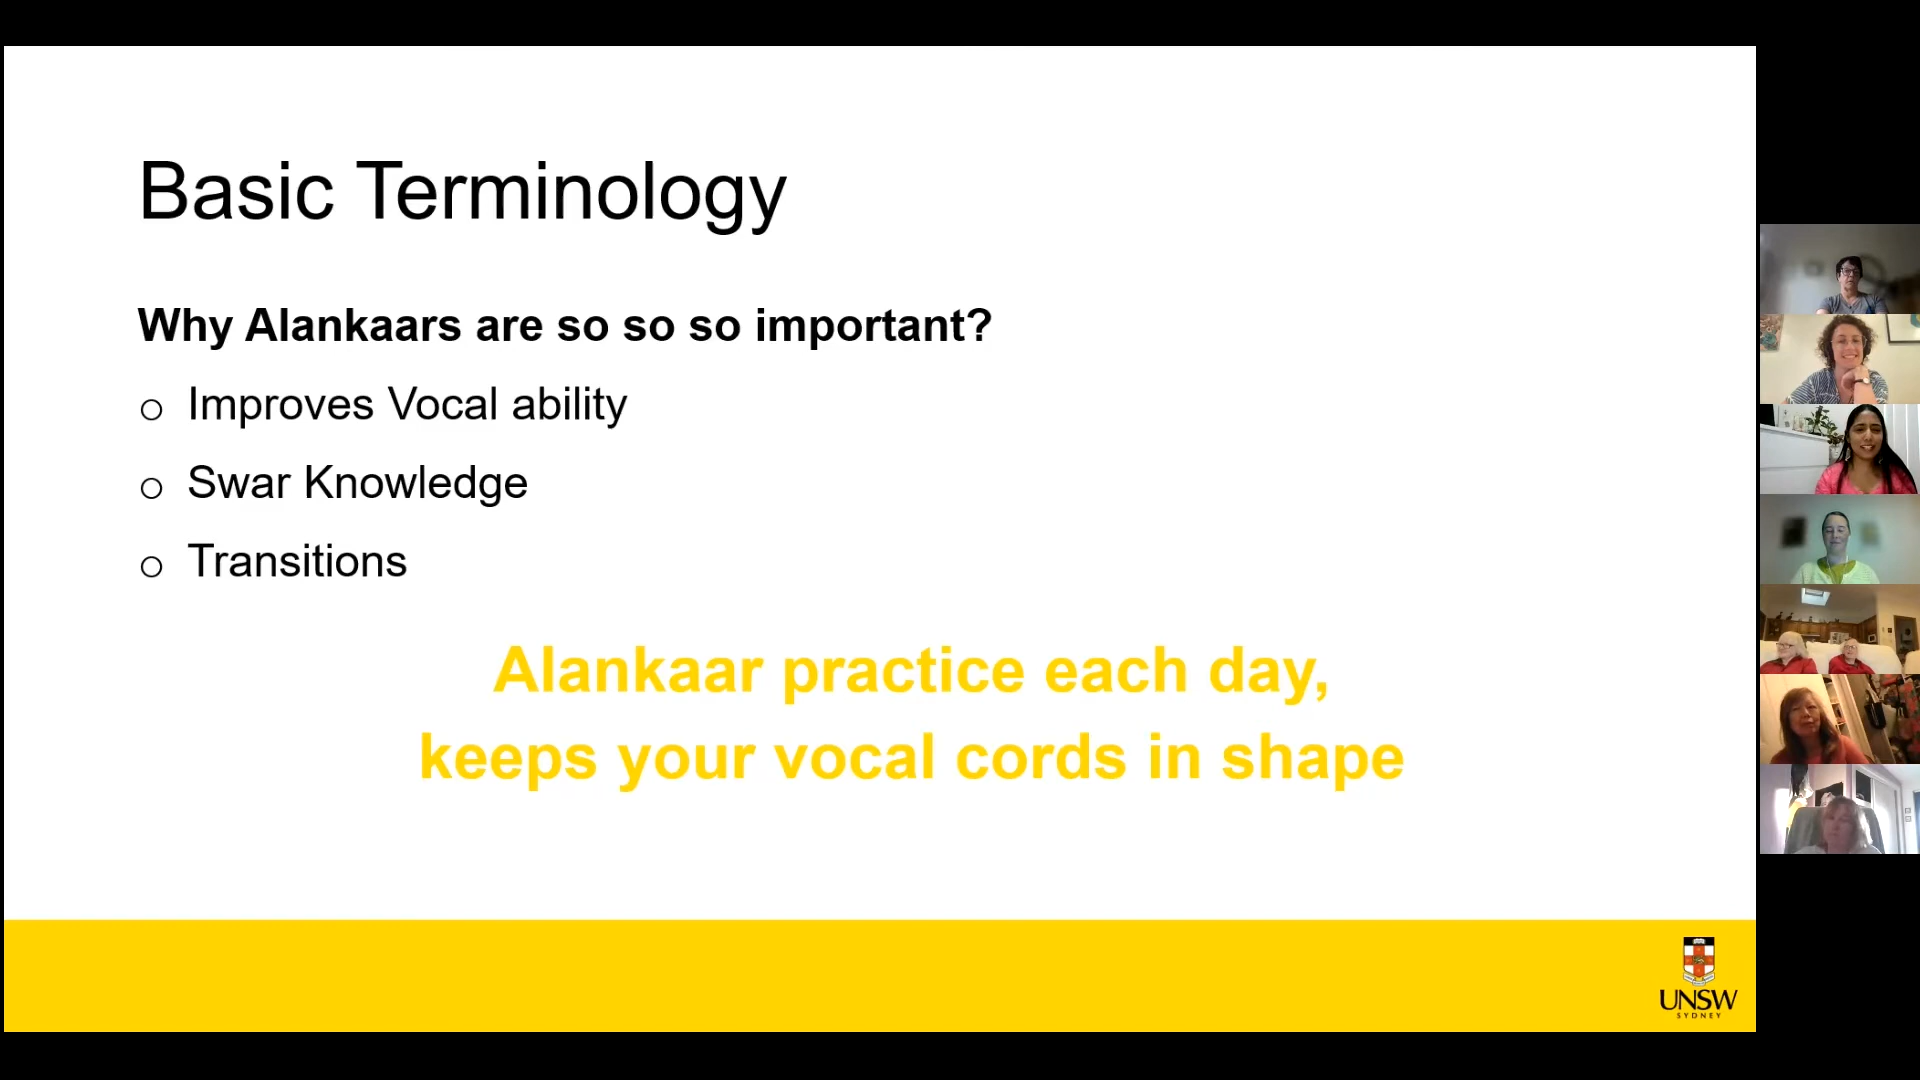 Basic Terminology
Why Alankaars are so so so important?
Improves Vocal ability
Swar Knowledge
Transitions
Alankaar practice each day,
keeps your vocal cords in shape
UNSW
SYDNEY